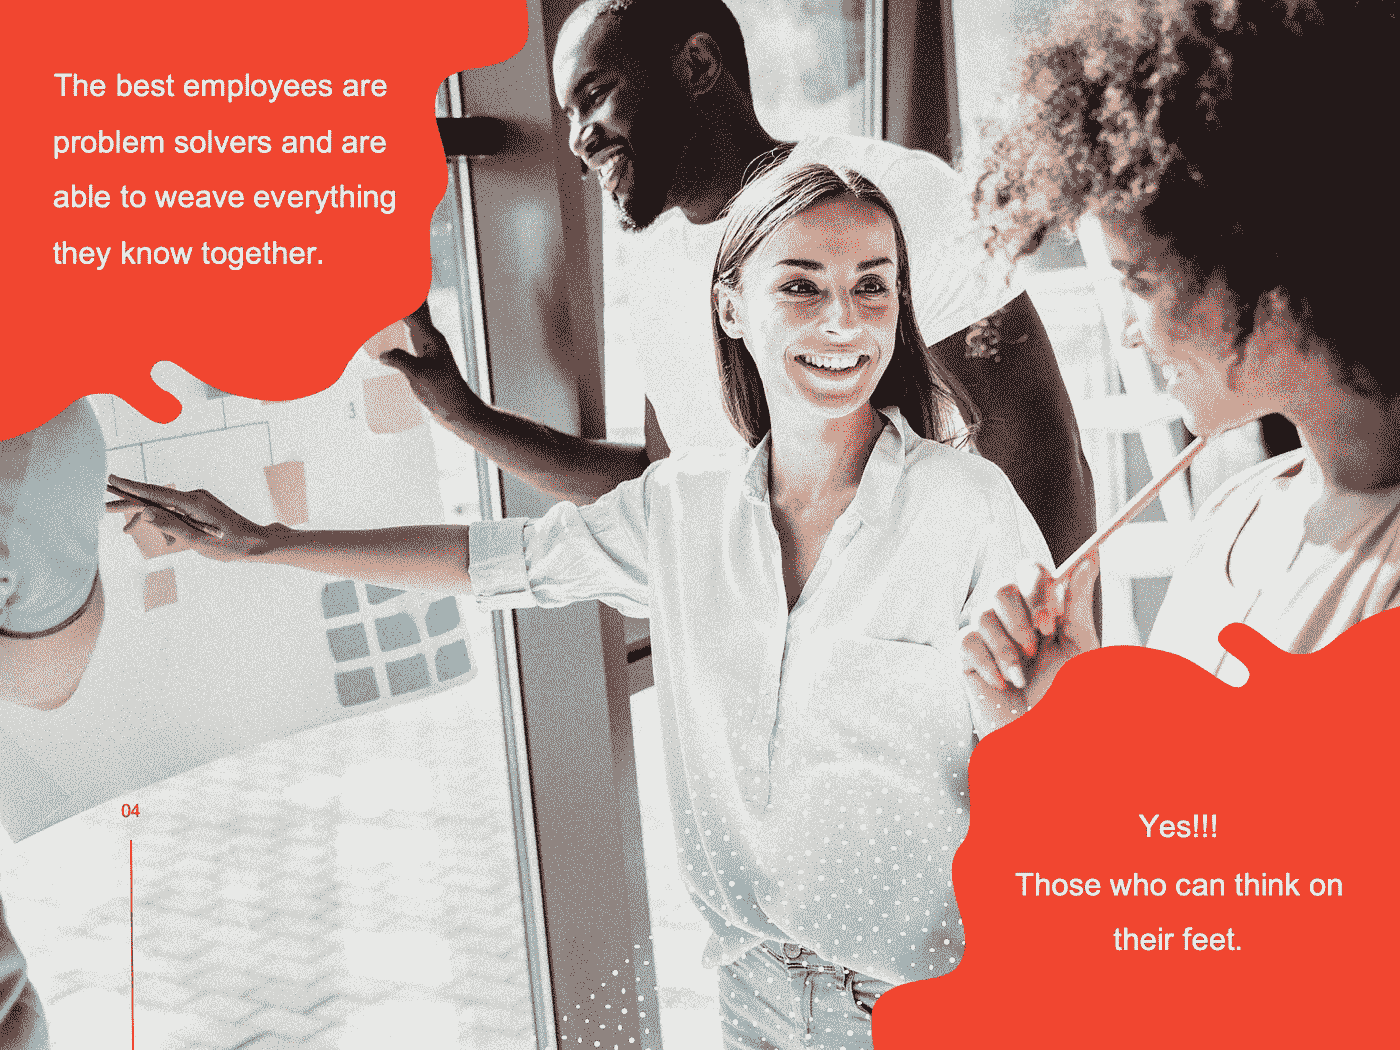 The best employees are
problem solvers and are
able to weave everything
they know together.
04
Yes!!!
Those who can think on
their feet.